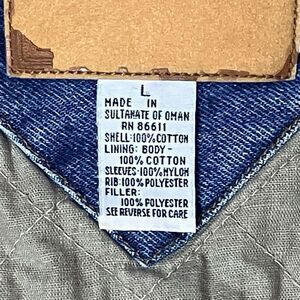 L
MADE IN
SULTANATE OF OMAN
RN 86611
SHELL:100%COTTON
LINING: BODY-
100% COTTON
SLEEVES:100%NYLON
RIB:100%POLYESTER
FILLER:
100% POLYESTER
SEE REVERSE FOR CARE